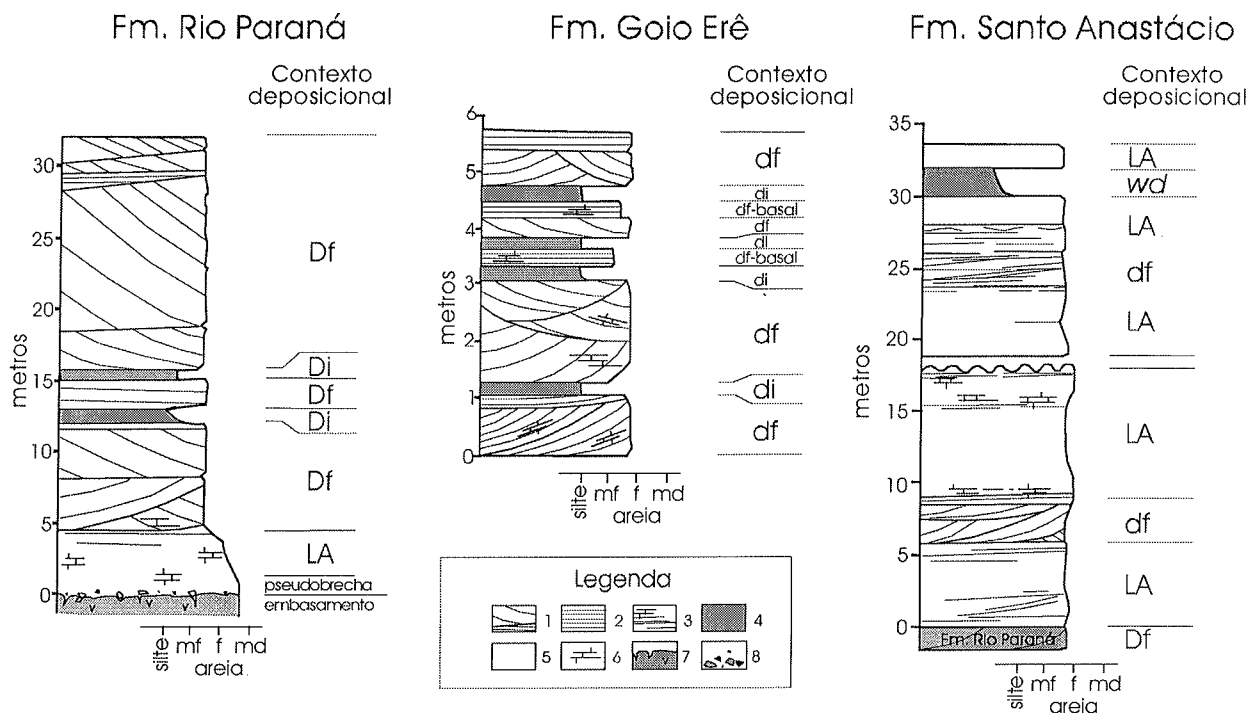 Fm. Rio Paraná
Contexto
deposicional
30
25
20
15
10
5
0
metros
Df
Di
Df
Di
Df
LA
pseudobrecha
embasamento
silte
mf
f
md
areia
Fm. Goio Erê
Contexto
deposicional
6
5
4
3
2
1
0
metros
df
di
df-basal
df
di
df-basal
di
df
di
df
silte
mf
f
md
areia
Legenda
1
2
3
4
5
6
7
8
Fm. Santo Anastácio
Contexto
deposicional
35
30
25
20
15
10
5
0
metros
LA
wd
LA
df
LA
LA
df
LA
Fm. Rio Paraná
Df
silte
mf
f
md
areia